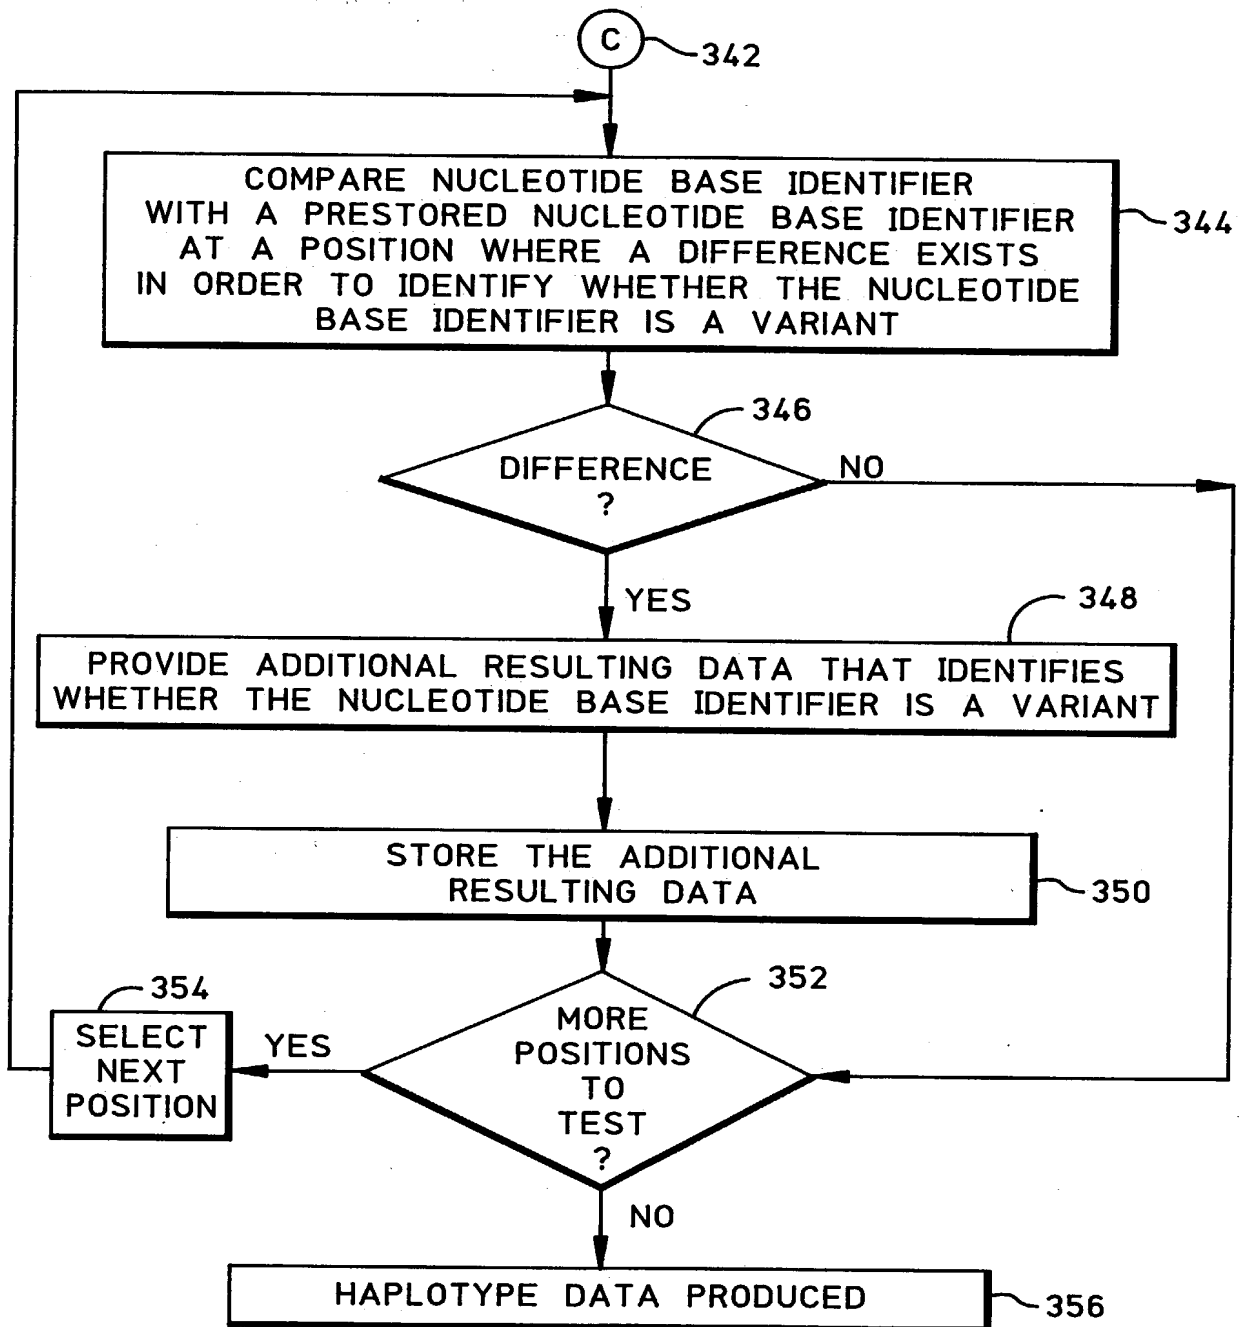 C
342
COMPARE NUCLEOTIDE BASE IDENTIFIER
WITH A PRESTORED NUCLEOTIDE BASE IDENTIFIER
AT A POSITION WHERE A DIFFERENCE EXISTS
IN ORDER TO IDENTIFY WHETHER THE NUCLEOTIDE
BASE IDENTIFIER IS A VARIANT
344
346
DIFFERENCE
?
NO
YES
348
PROVIDE ADDITIONAL RESULTING DATA THAT IDENTIFIES
WHETHER THE NUCLEOTIDE BASE IDENTIFIER IS A VARIANT
STORE THE ADDITIONAL
RESULTING DATA
350
352
MORE
POSITIONS
TO
TEST
?
YES
354
SELECT
NEXT
POSITION
NO
HAPLOTYPE DATA PRODUCED
356